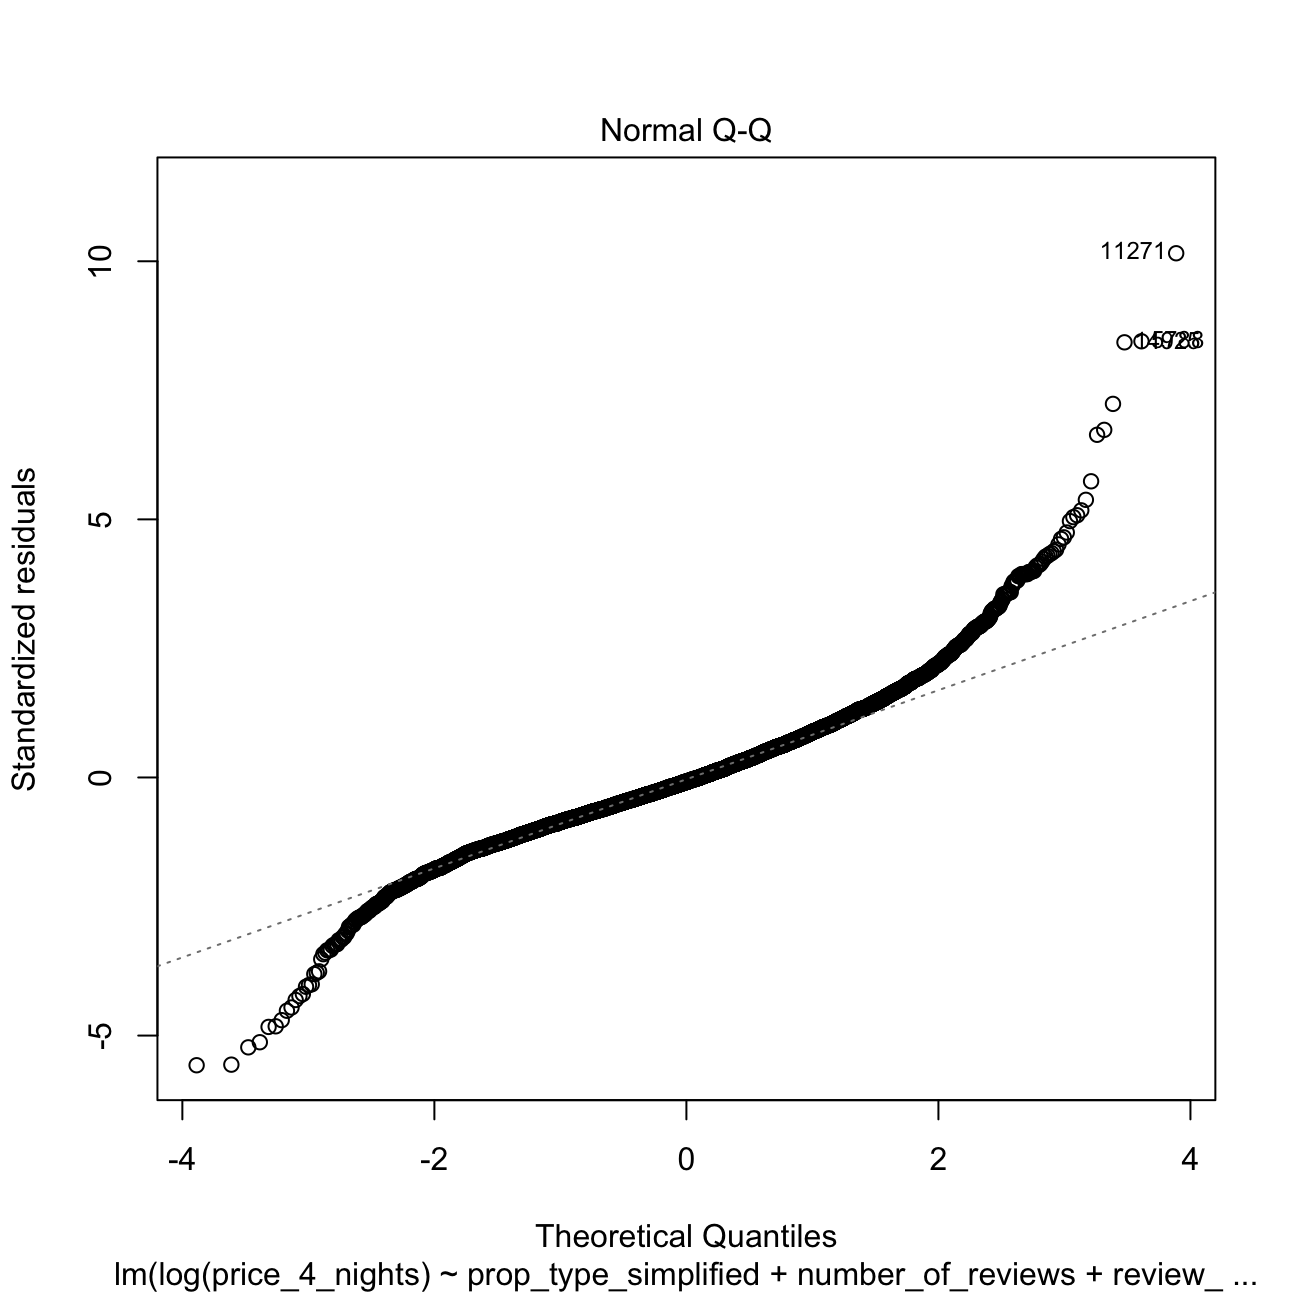 Normal Q-Q
Standardized residuals
10
5
0
-5
11271
-4
-2
0
2
4
Theoretical Quantiles
lm(log(price_4_nights) ~ prop_type_simplified + number_of_reviews + review_ ...